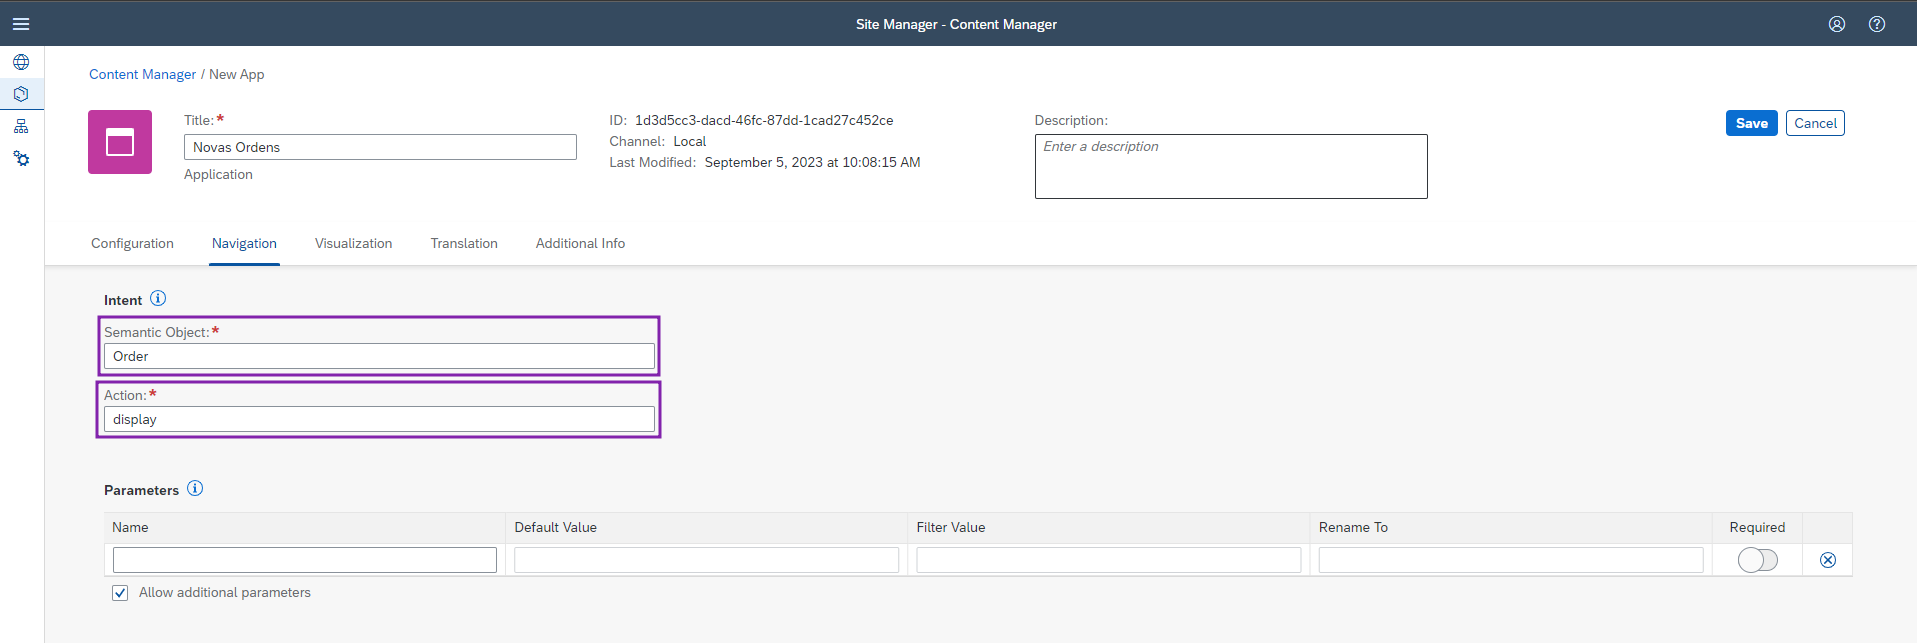 Site Manager - Content Manager
Content Manager / New App
Title:*
Novas Ordens
Application
ID: 1d3d5cc3-dacd-46fc-87dd-1cad27c452ce
Channel: Local
Last Modified: September 5, 2023 at 10:08:15 AM
Description:
Enter a description
Save Cancel
Configuration Navigation Visualization Translation Additional Info
Intent
Semantic Object:*
Order
Action:*
display
Parameters
Name Default Value Filter Value Rename To Required
Allow additional parameters